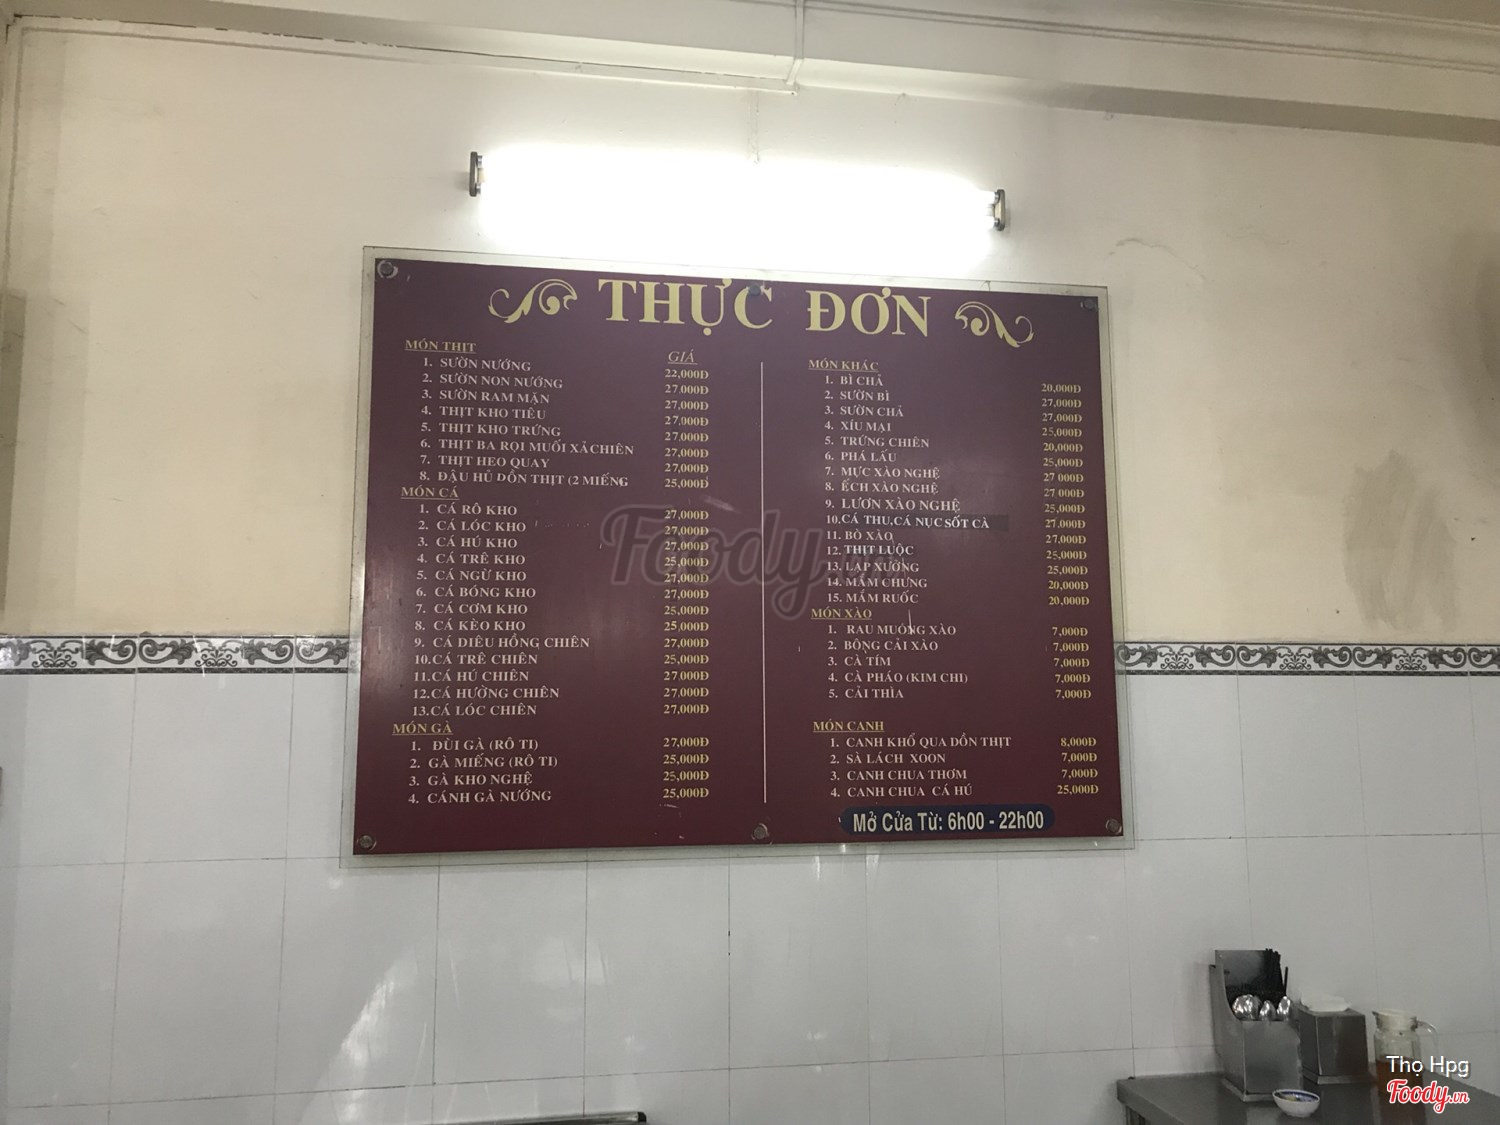 THỰC ĐƠN
MÓN THỊT
GIÁ
1. SƯỜN NƯỚNG 22,000Đ
2. SƯỜN NON NƯỚNG 27,000Đ
3. SƯỜN RAM MẶN 27,000Đ
4. THỊT KHO TIÊU 27,000Đ
5. THỊT KHO TRỨNG 27,000Đ
6. THỊT BA RỌI MUỐI XẢ CHIÊN 27,000Đ
7. THỊT HEO QUAY 27,000Đ
8. ĐẬU HỦ DỒN THỊT (2 MIẾNG 25,000Đ
MÓN CÁ
1. CÁ RÔ KHO 27,000Đ
2. CÁ LÓC KHO 27,000Đ
3. CÁ HÚ KHO 27,000Đ
4. CÁ TRÊ KHO 25,000Đ
5. CÁ NGỪ KHO 27,000Đ
6. CÁ BÓNG KHO 27,000Đ
7. CÁ CƠM KHO 25,000Đ
8. CÁ KÈO KHO 25,000Đ
9. CÁ DIÊU HỒNG CHIÊN 27,000Đ
10. CÁ TRÊ CHIÊN 25,000Đ
11. CÁ HÚ CHIÊN 27,000Đ
12. CÁ HƯỜNG CHIÊN 27,000Đ
13. CÁ LÓC CHIÊN 27,000Đ
MÓN GÀ
1. ĐÙI GÀ (RÔ TI) 27,000Đ
2. GÀ MIẾNG (RÔ TI) 25,000Đ
3. GÀ KHO NGHỆ 25,000Đ
4. CÁNH GÀ NƯỚNG 25,000Đ
MÓN KHÁC
1. BÌ CHẢ 20,000Đ
2. SƯỜN BÌ 27,000Đ
3. SƯỜN CHẢ 27,000Đ
4. XÍU MẠI 25,000Đ
5. TRỨNG CHIÊN 20,000Đ
6. PHÁ LẤU 25,000Đ
7. MỰC XÀO NGHỆ 27,000Đ
8. ẾCH XÀO NGHỆ 27,000Đ
9. LƯƠN XÀO NGHỆ 25,000Đ
10. CÁ THU, CÁ NỤC SỐT CÀ 27,000Đ
11. BÒ XÀO 27,000Đ
12. THỊT LUỘC 25,000Đ
13. LẠP XƯỞNG 25,000Đ
14. MẮM CHƯNG 20,000Đ
15. MẮM RUỐC 20,000Đ
MÓN XÀO
1. RAU MUỐNG XÀO 7,000Đ
2. BÔNG CẢI XÀO 7,000Đ
3. CÀ TÍM 7,000Đ
4. CÀ PHÁO (KIM CHI) 7,000Đ
5. CẢI THÌA 7,000Đ
MÓN CANH
1. CANH KHỔ QUA DỒN THỊT 8,000Đ
2. SÀ LÁCH XOON 7,000Đ
3. CANH CHUA THƠM 7,000Đ
4. CANH CHUA CÁ HÚ 25,000Đ
Mở Cửa Từ: 6h00 - 22h00
Foody.vn
Thọ Hpg
Foody.vn